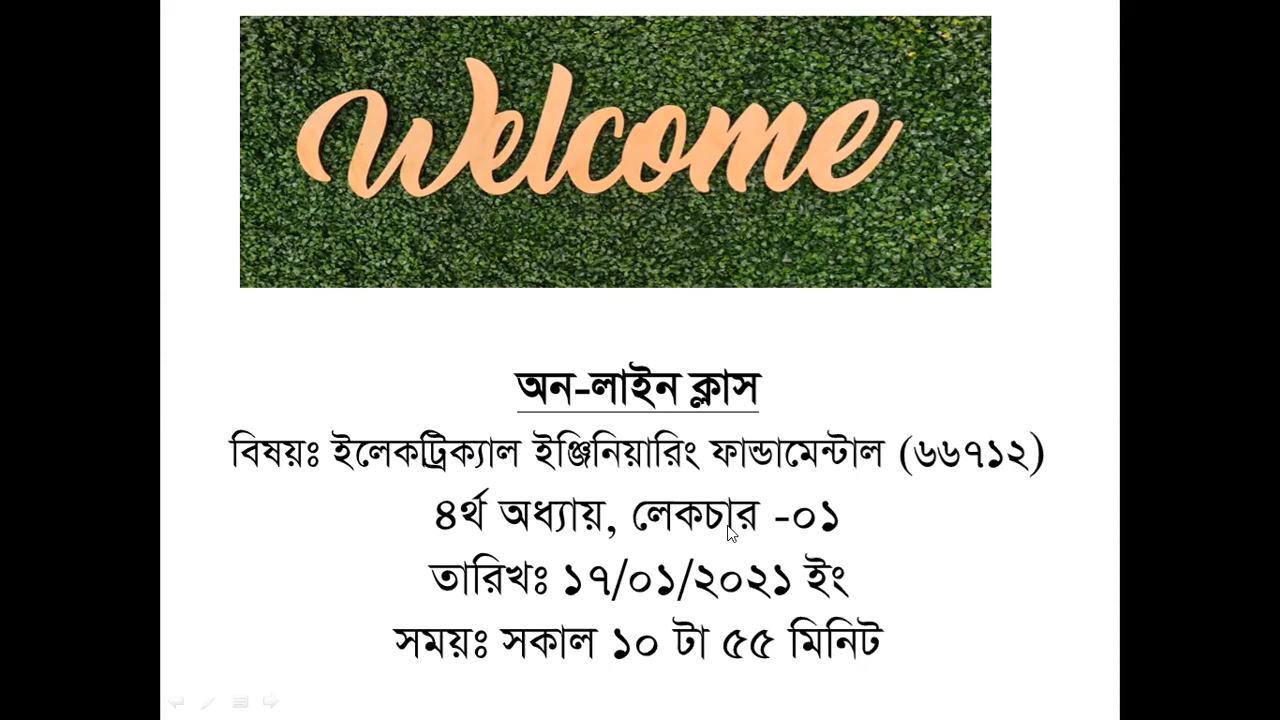 Welcome
অন-লাইন ক্লাস
বিষয়ঃ ইলেকট্রিক্যাল ইঞ্জিনিয়ারিং ফান্ডামেন্টাল (৬৬৭১২)
৪র্থ অধ্যায়, লেকচার -০১
তারিখঃ ১৭/০১/২০২১ ইং
সময়ঃ সকাল ১০ টা ৫৫ মিনিট